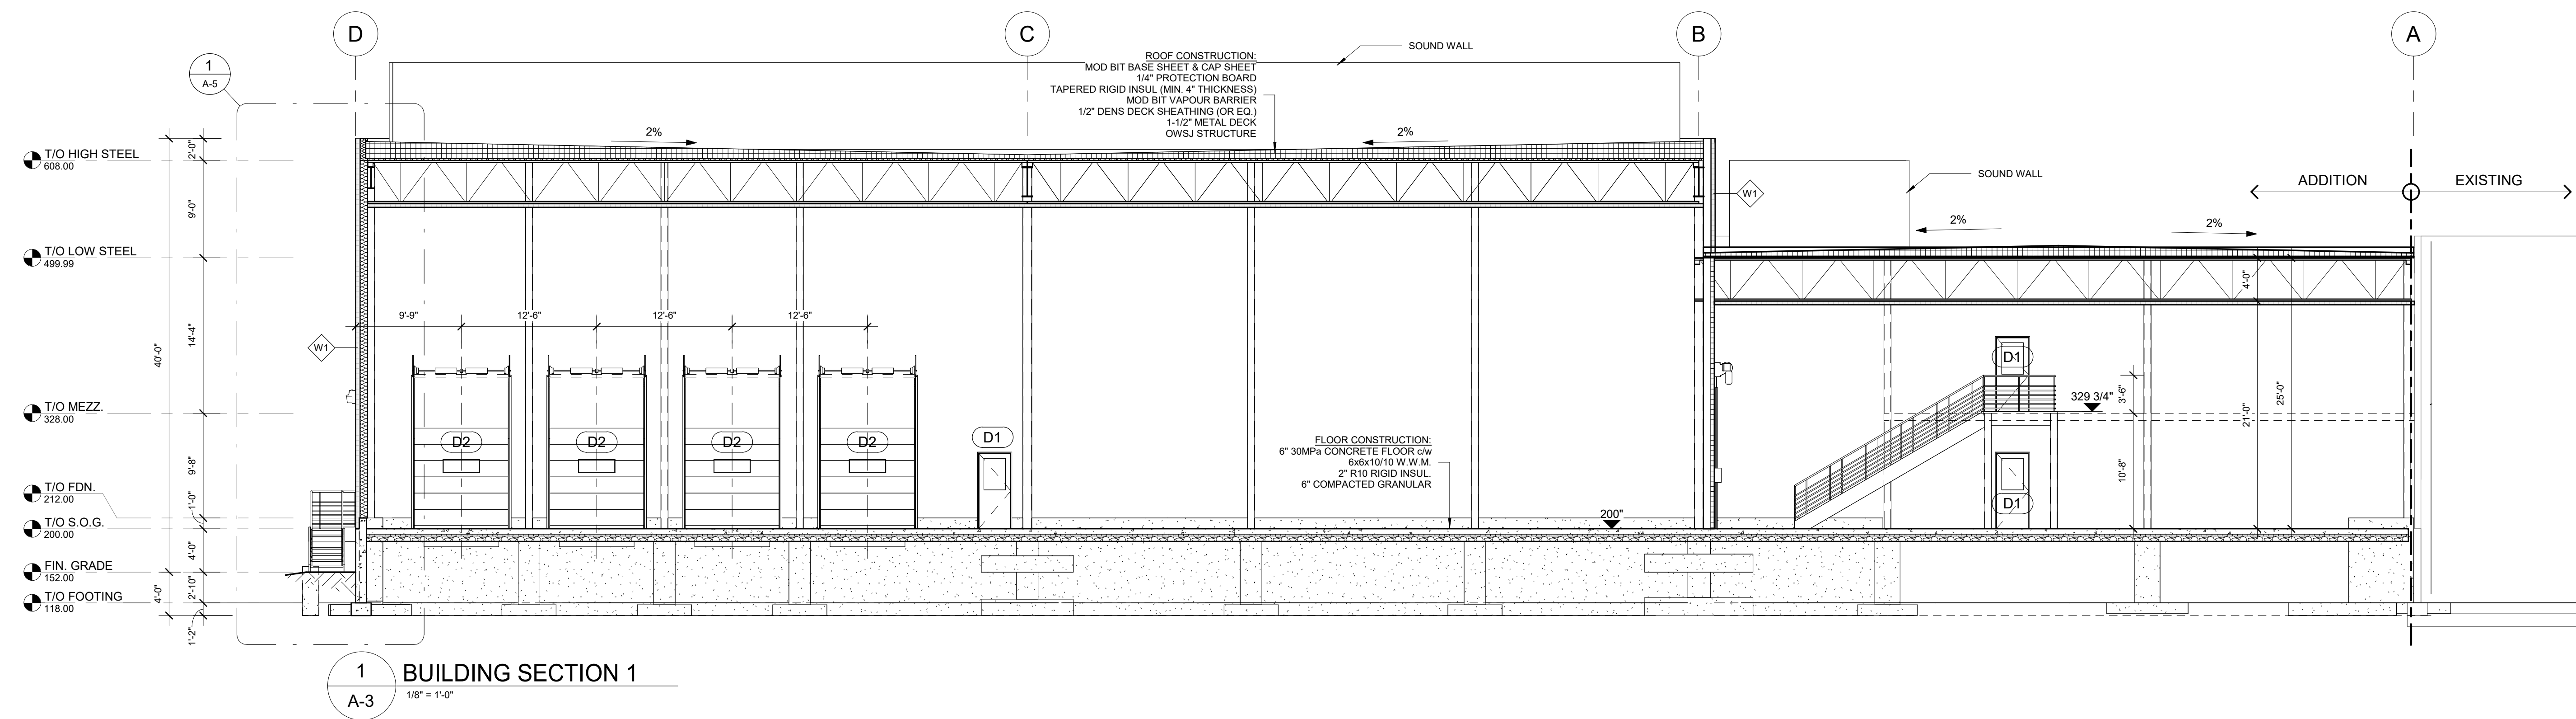 D
C
B
A
1
A-5
SOUND WALL
ROOF CONSTRUCTION:
MOD BIT BASE SHEET & CAP SHEET
1/4" PROTECTION BOARD
TAPERED RIGID INSUL (MIN. 4" THICKNESS)
MOD BIT VAPOUR BARRIER
1/2" DENS DECK SHEATHING (OR EQ.)
1-1/2" METAL DECK
OWSJ STRUCTURE
2%
2%
T/O HIGH STEEL
608.00
2'-0"
SOUND WALL
W1
ADDITION
EXISTING
9'-0"
2%
2%
T/O LOW STEEL
499.99
4'-0"
9'-9"
12'-6"
12'-6"
12'-6"
14'-4"
40'-0"
W1
D1
3'-6"
25'-0"
21'-0"
329 3/4"
T/O MEZZ.
328.00
D2
D2
D2
D2
D1
FLOOR CONSTRUCTION:
6" 30MPa CONCRETE FLOOR c/w
6x6x10/10 W.W.M.
2" R10 RIGID INSUL.
6" COMPACTED GRANULAR
9'-8"
10'-8"
T/O FDN.
212.00
1'-0"
D1
200"
T/O S.O.G.
200.00
4'-0"
FIN. GRADE
152.00
2'-10"
4'-0"
T/O FOOTING
118.00
1'-2"
1
A-3
BUILDING SECTION 1
1/8" = 1'-0"